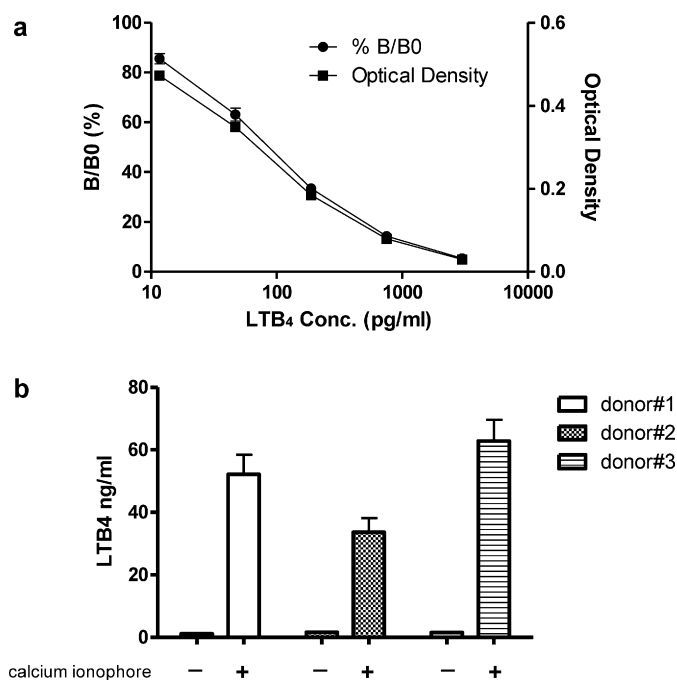 a
100
80
60
40
20
0
B/B0 (%)
% B/B0
Optical Density
0.6
0.4
0.2
0.0
Optical Density
10 100 1000 10000
LTB₄ Conc. (pg/ml)
b
80
60
40
20
0
LTB4 ng/ml
donor#1
donor#2
donor#3
calcium ionophore − + − + − +